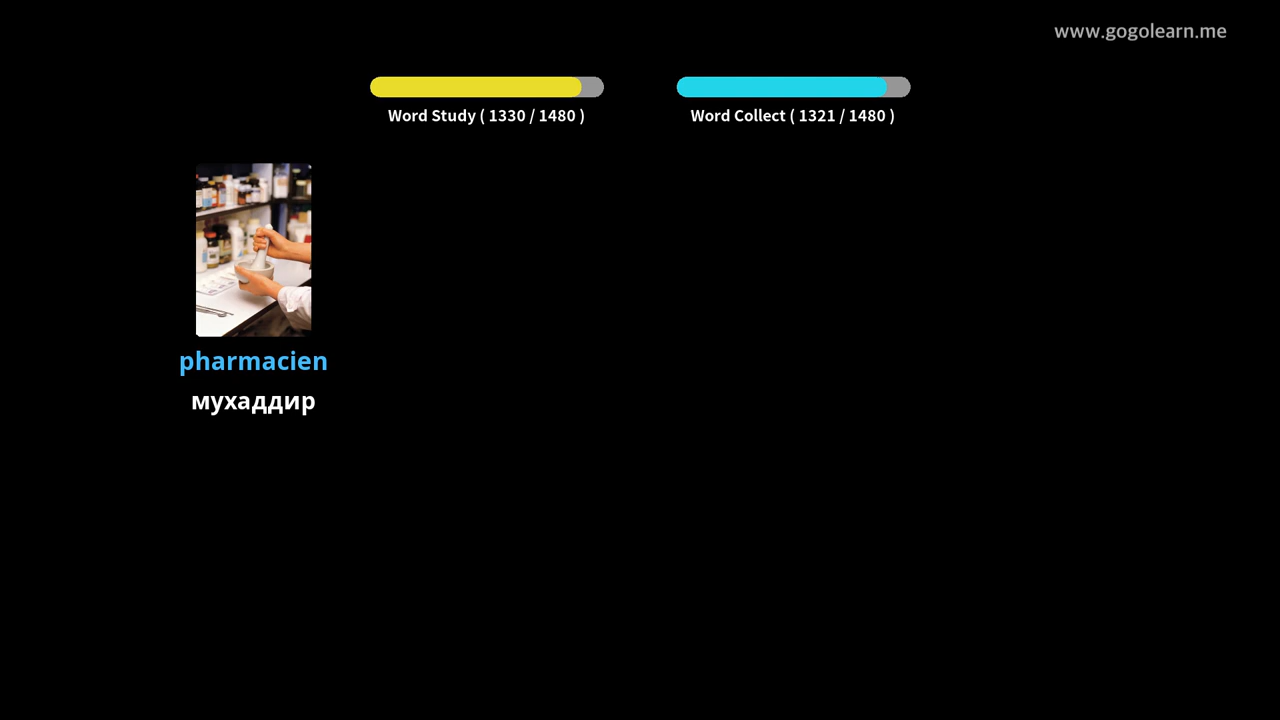 www.gogolearn.me
Word Study ( 1330 / 1480 )
Word Collect ( 1321 / 1480 )
pharmacien
мухаддир